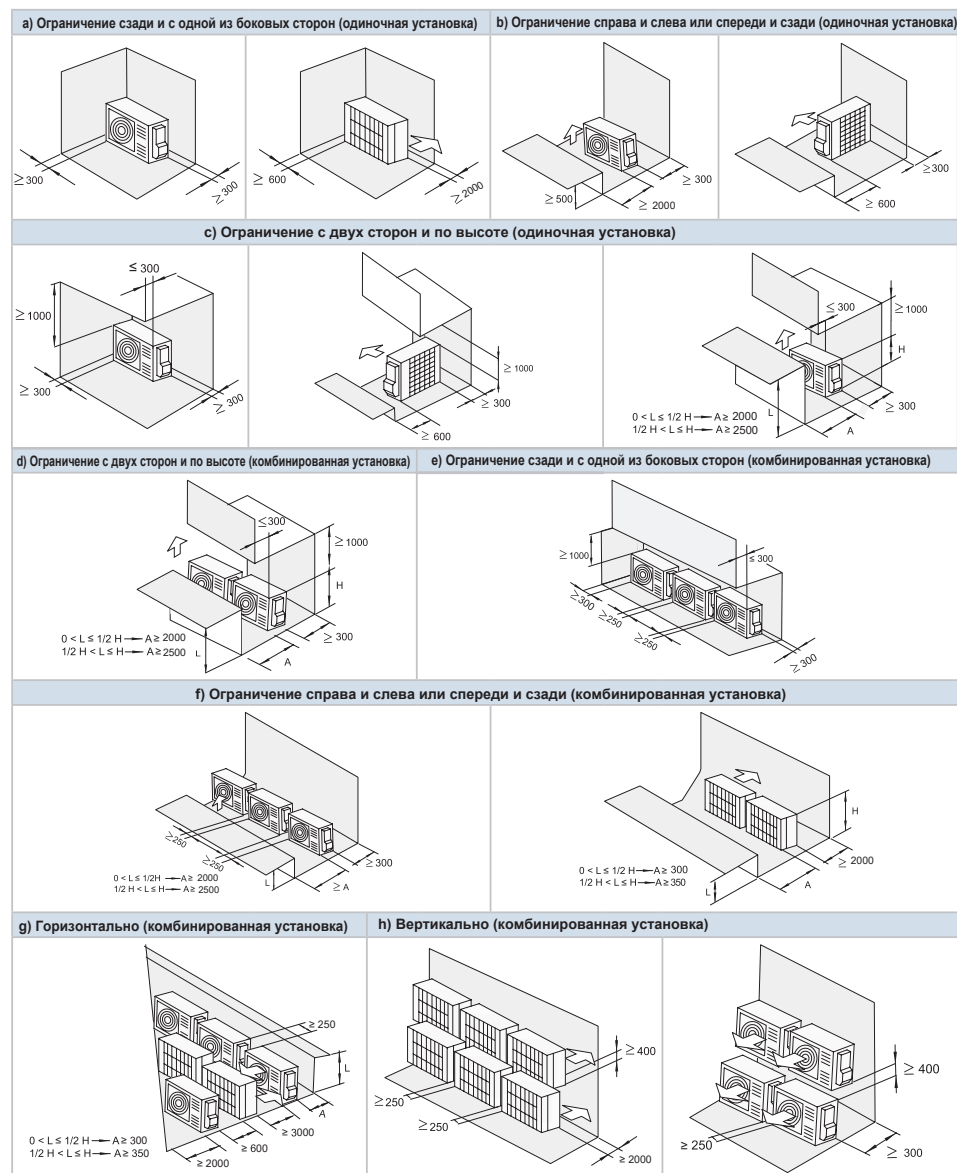 a) Ограничение сзади и с одной из боковых сторон (одиночная установка)
b) Ограничение справа и слева или спереди и сзади (одиночная установка)
≥300
≥300
≥ 600
≥2000
≥500
≥ 2000
≥ 300
≥300
≥ 600
c) Ограничение с двух сторон и по высоте (одиночная установка)
≤ 300
≥1000
≥ 300
≥ 300
≥ 1000
≥ 300
≥ 600
≤ 300
≥1000
H
L
≥ 300
A
0 < L ≤ 1/2 H → A ≥ 2000
1/2 H < L ≤ H → A ≥ 2500
d) Ограничение с двух сторон и по высоте (комбинированная установка)
e) Ограничение сзади и с одной из боковых сторон (комбинированная установка)
≤300
≥1000
H
≥ 300
A
L
0 < L ≤ 1/2 H → A ≥ 2000
1/2 H < L ≤ H → A ≥ 2500
≥1000
≤ 300
≥300
≥250
≥250
≥ 300
f) Ограничение справа и слева или спереди и сзади (комбинированная установка)
≥250
≥250
≥ 300
≥ A
L
0 < L ≤ 1/2H → A ≥ 2000
1/2 H < L ≤ H → A ≥ 2500
H
≥ 2000
A
L
0 < L ≤ 1/2 H → A ≥ 300
1/2 H < L ≤ H → A ≥ 350
g) Горизонтально (комбинированная установка)
h) Вертикально (комбинированная установка)
≥ 250
L
A
≥ 3000
≥ 600
≥ 2000
0 < L ≤ 1/2 H → A ≥ 300
1/2 H < L ≤ H → A ≥ 350
≥ 400
≥250
≥250
≥ 2000
≥ 400
≥ 250
≥ 300